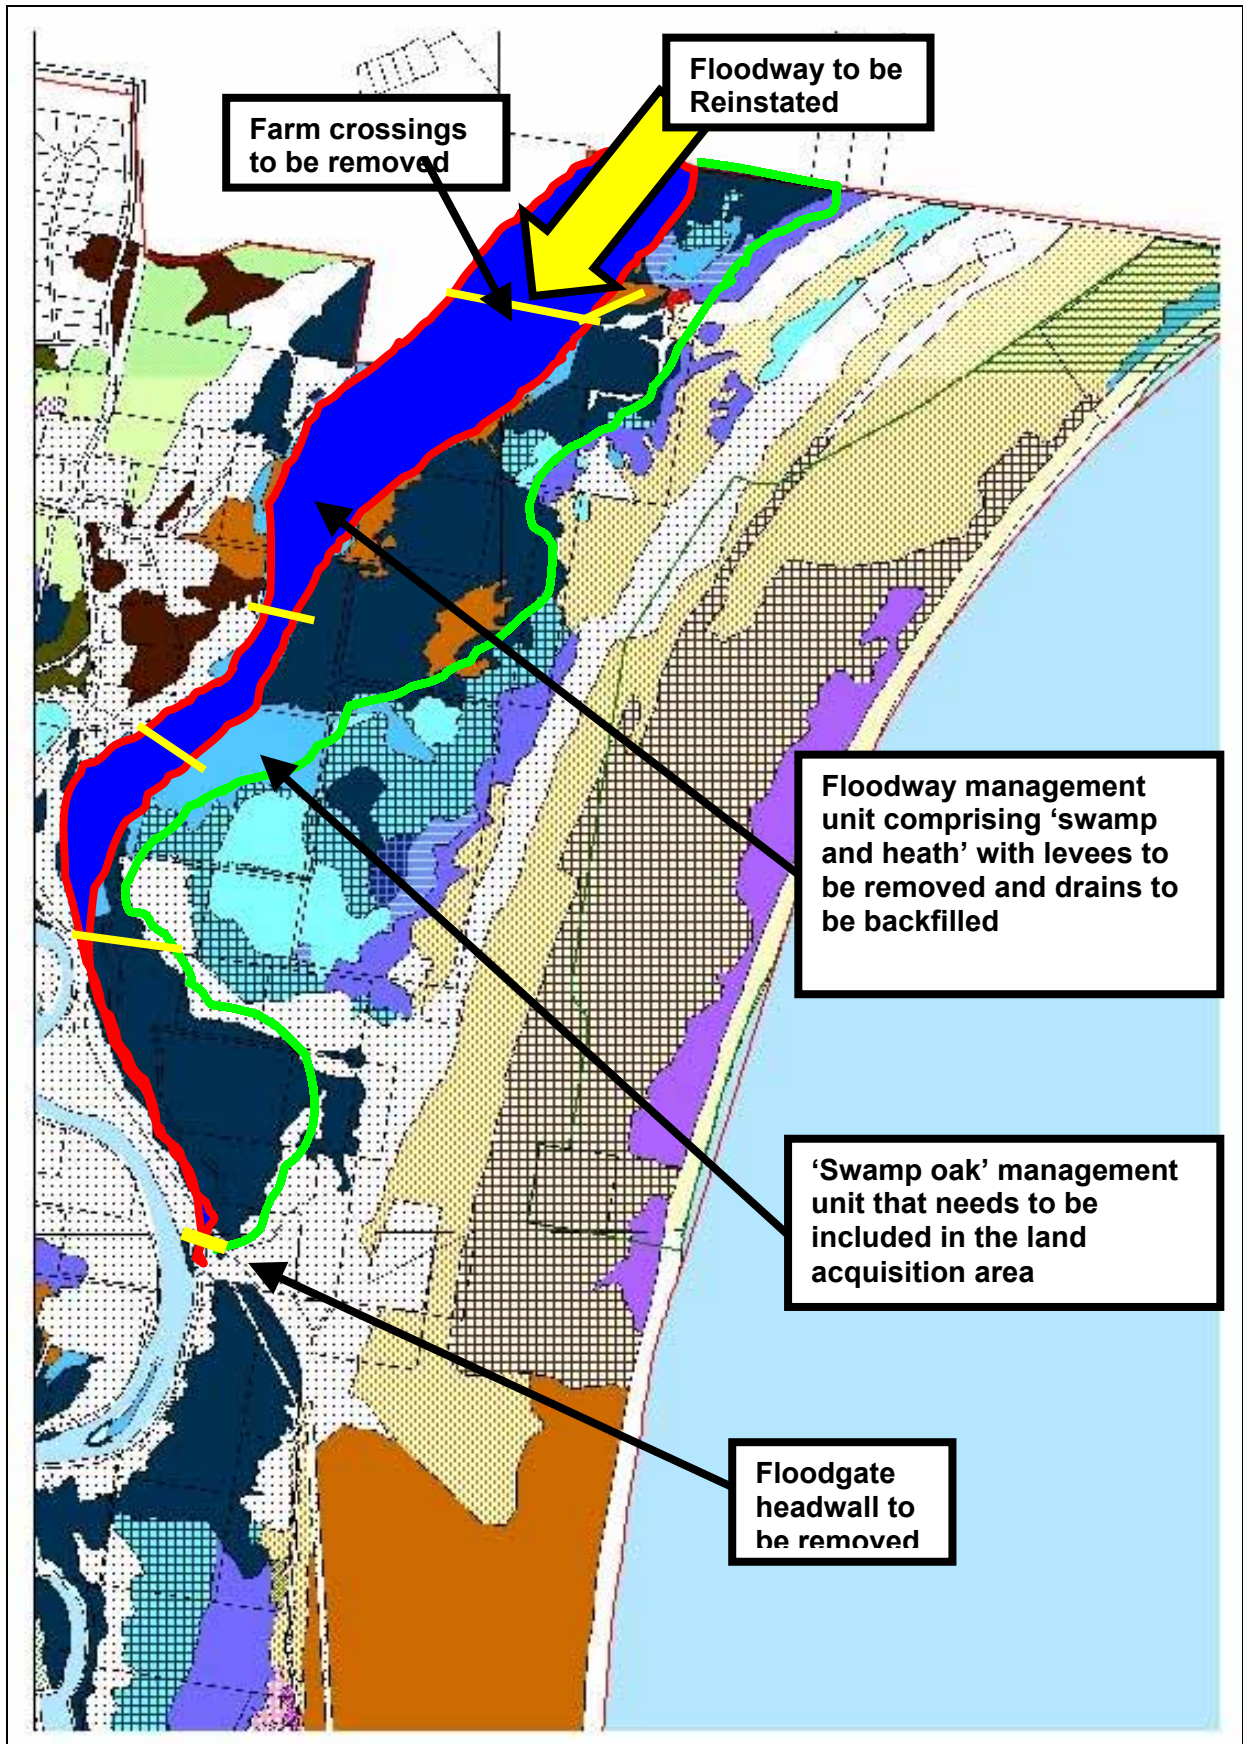 Floodway to be
Reinstated
Farm crossings
to be removed
Floodway management
unit comprising ‘swamp
and heath’ with levees to
be removed and drains to
be backfilled
‘Swamp oak’ management
unit that needs to be
included in the land
acquisition area
Floodgate
headwall to
be removed